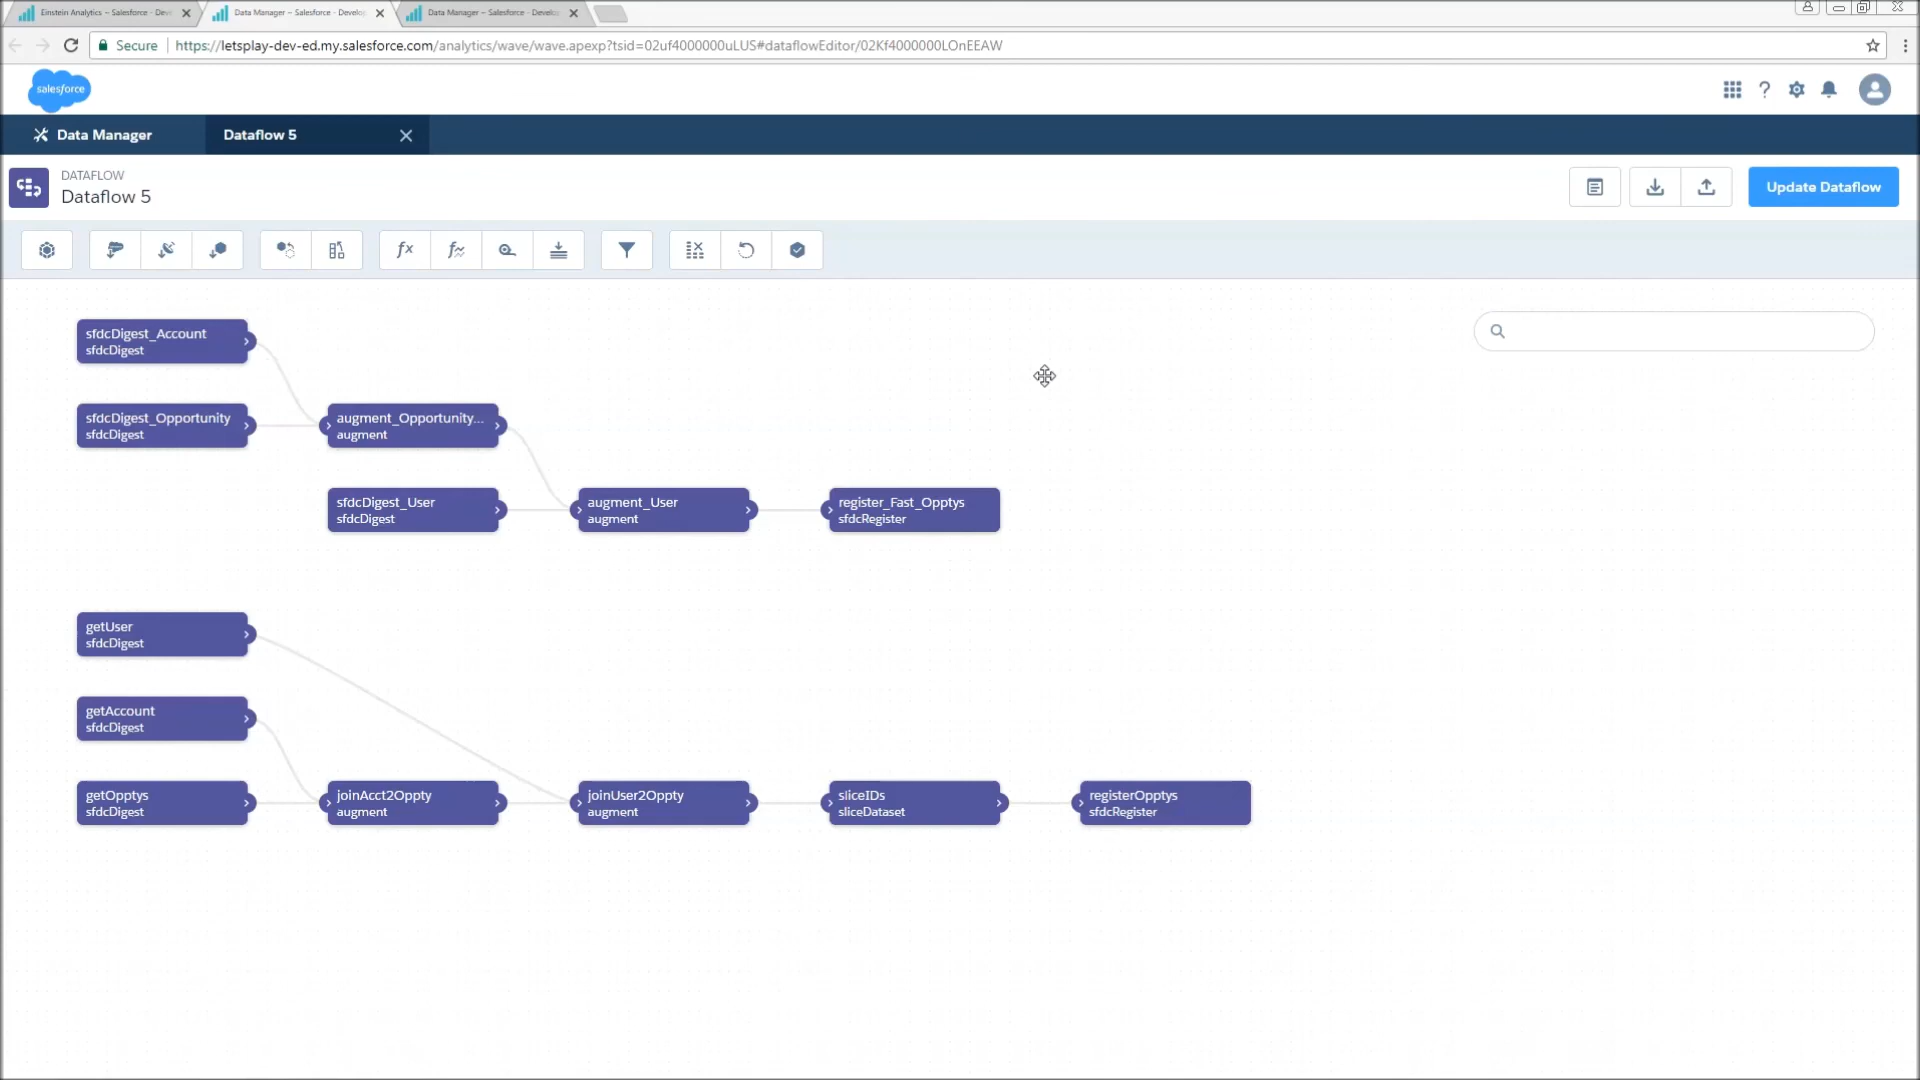 Einstein Analytics ~ Salesforce - Deve
Data Manager ~ Salesforce - Develo
Data Manager ~ Salesforce - Develo
Secure
https://letsplay-dev-ed.my.salesforce.com/analytics/wave/wave.apexp?tsid=02uf4000000uLUS#dataflowEditor/02Kf4000000LOnEEAW
salesforce
Data Manager
Dataflow 5
DATAFLOW
Dataflow 5
Update Dataflow
fx
sfdcDigest_Account
sfdcDigest
sfdcDigest_Opportunity
sfdcDigest
augment_Opportunity...
augment
sfdcDigest_User
sfdcDigest
augment_User
augment
register_Fast_Opptys
sfdcRegister
getUser
sfdcDigest
getAccount
sfdcDigest
getOpptys
sfdcDigest
joinAcct2Oppty
augment
joinUser2Oppty
augment
sliceIDs
sliceDataset
registerOpptys
sfdcRegister